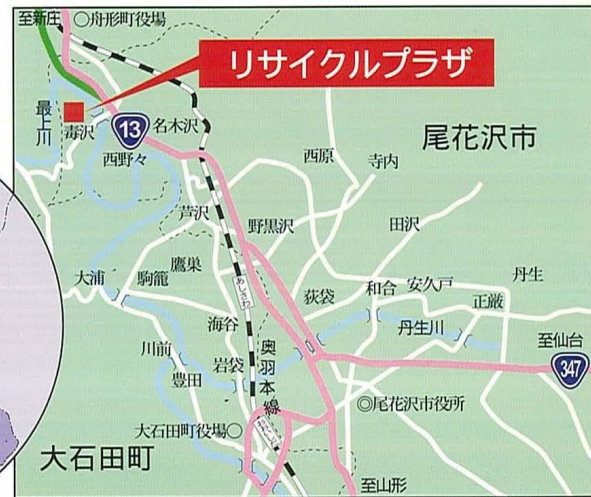 至新庄
○舟形町役場
リサイクルプラザ
最上川
毒沢
13
名木沢
西野々
尾花沢市
西原
寺内
芦沢
野黒沢
田沢
鷹巣
あしさわ
大浦
駒籠
荻袋
和合
安久戸
丹生
正厳
海谷
丹生川
川前
岩袋
奥羽本線
至仙台
347
豊田
◎尾花沢市役所
大石田町役場○
大石田町
至山形